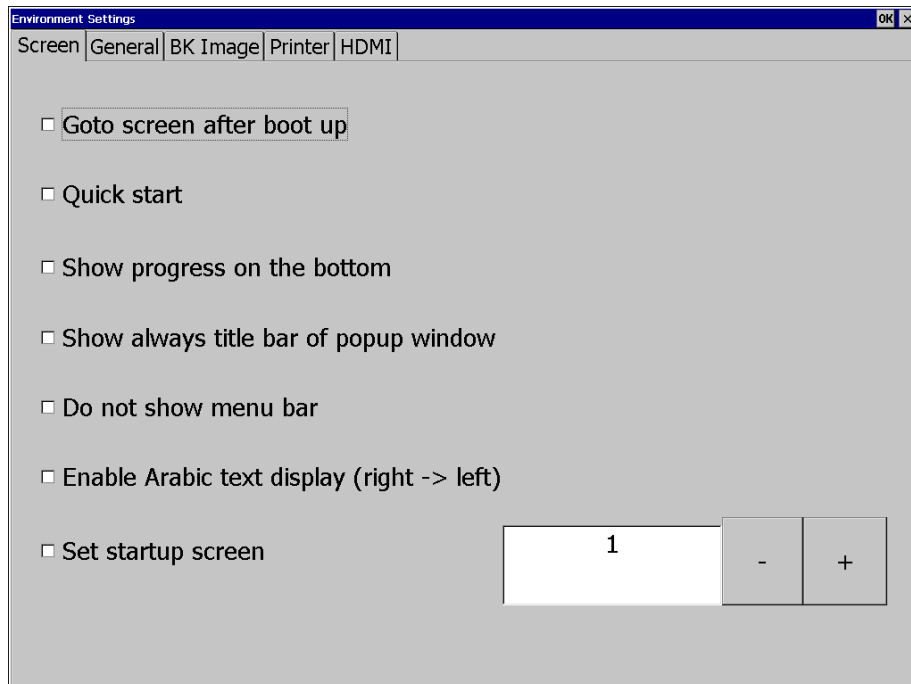 Environment Settings OK ×
Screen General BK Image Printer HDMI
Goto screen after boot up
Quick start
Show progress on the bottom
Show always title bar of popup window
Do not show menu bar
Enable Arabic text display (right -> left)
Set startup screen 1 - +